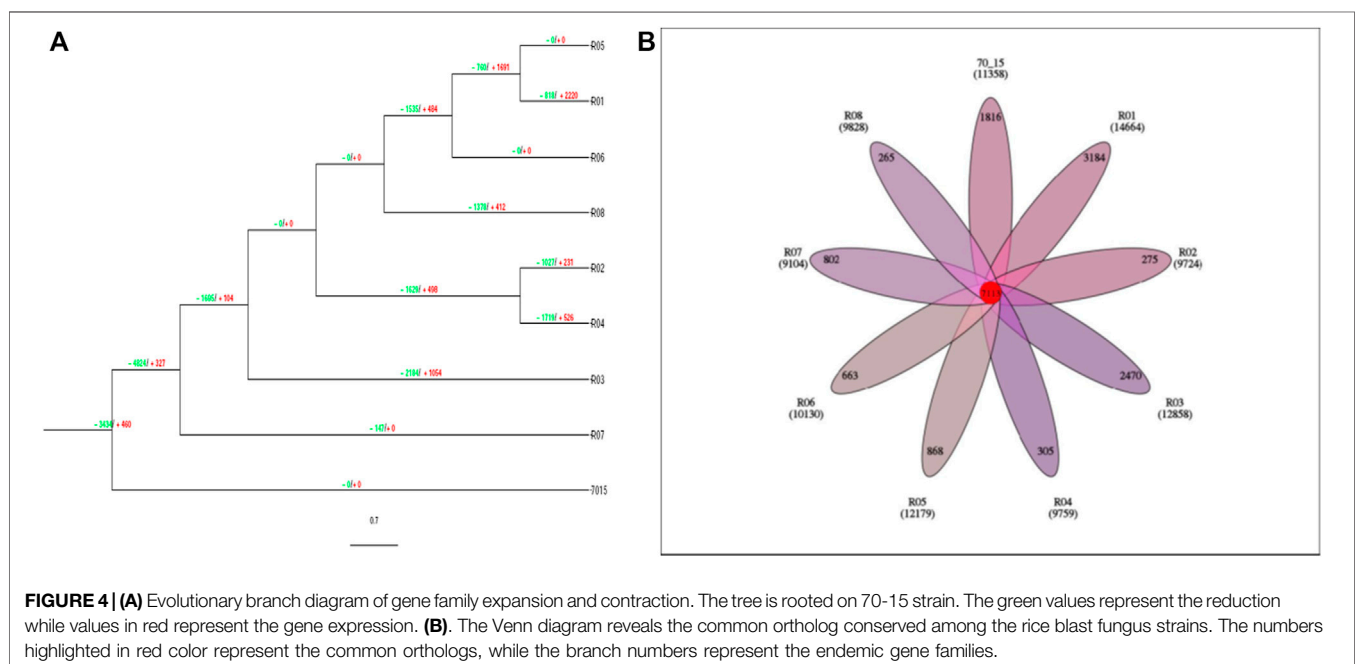 A
B
- 0/+ 0
R05
- 740/ + 1691
- 818/ + 2220
R01
- 1535/ + 484
- 0/+ 0
R06
- 0/+ 0
- 1376/ + 412
R08
- 0/+ 0
- 1027/ + 231
R02
- 1629/ + 498
- 1719/ + 526
R04
- 1695/ + 104
- 2184/ + 1054
R03
- 4824/ + 327
- 147/+ 0
R07
- 3434/ + 460
- 0/+ 0
7015
0.7
70_15
(11358)
1816
R01
(14664)
3184
R02
(9724)
275
R03
(12858)
2470
R04
(9759)
305
R05
(12179)
868
R06
(10130)
663
R07
(9104)
802
R08
(9828)
265
FIGURE 4 | (A) Evolutionary branch diagram of gene family expansion and contraction. The tree is rooted on 70-15 strain. The green values represent the reduction
while values in red represent the gene expression. (B). The Venn diagram reveals the common ortholog conserved among the rice blast fungus strains. The numbers
highlighted in red color represent the common orthologs, while the branch numbers represent the endemic gene families.